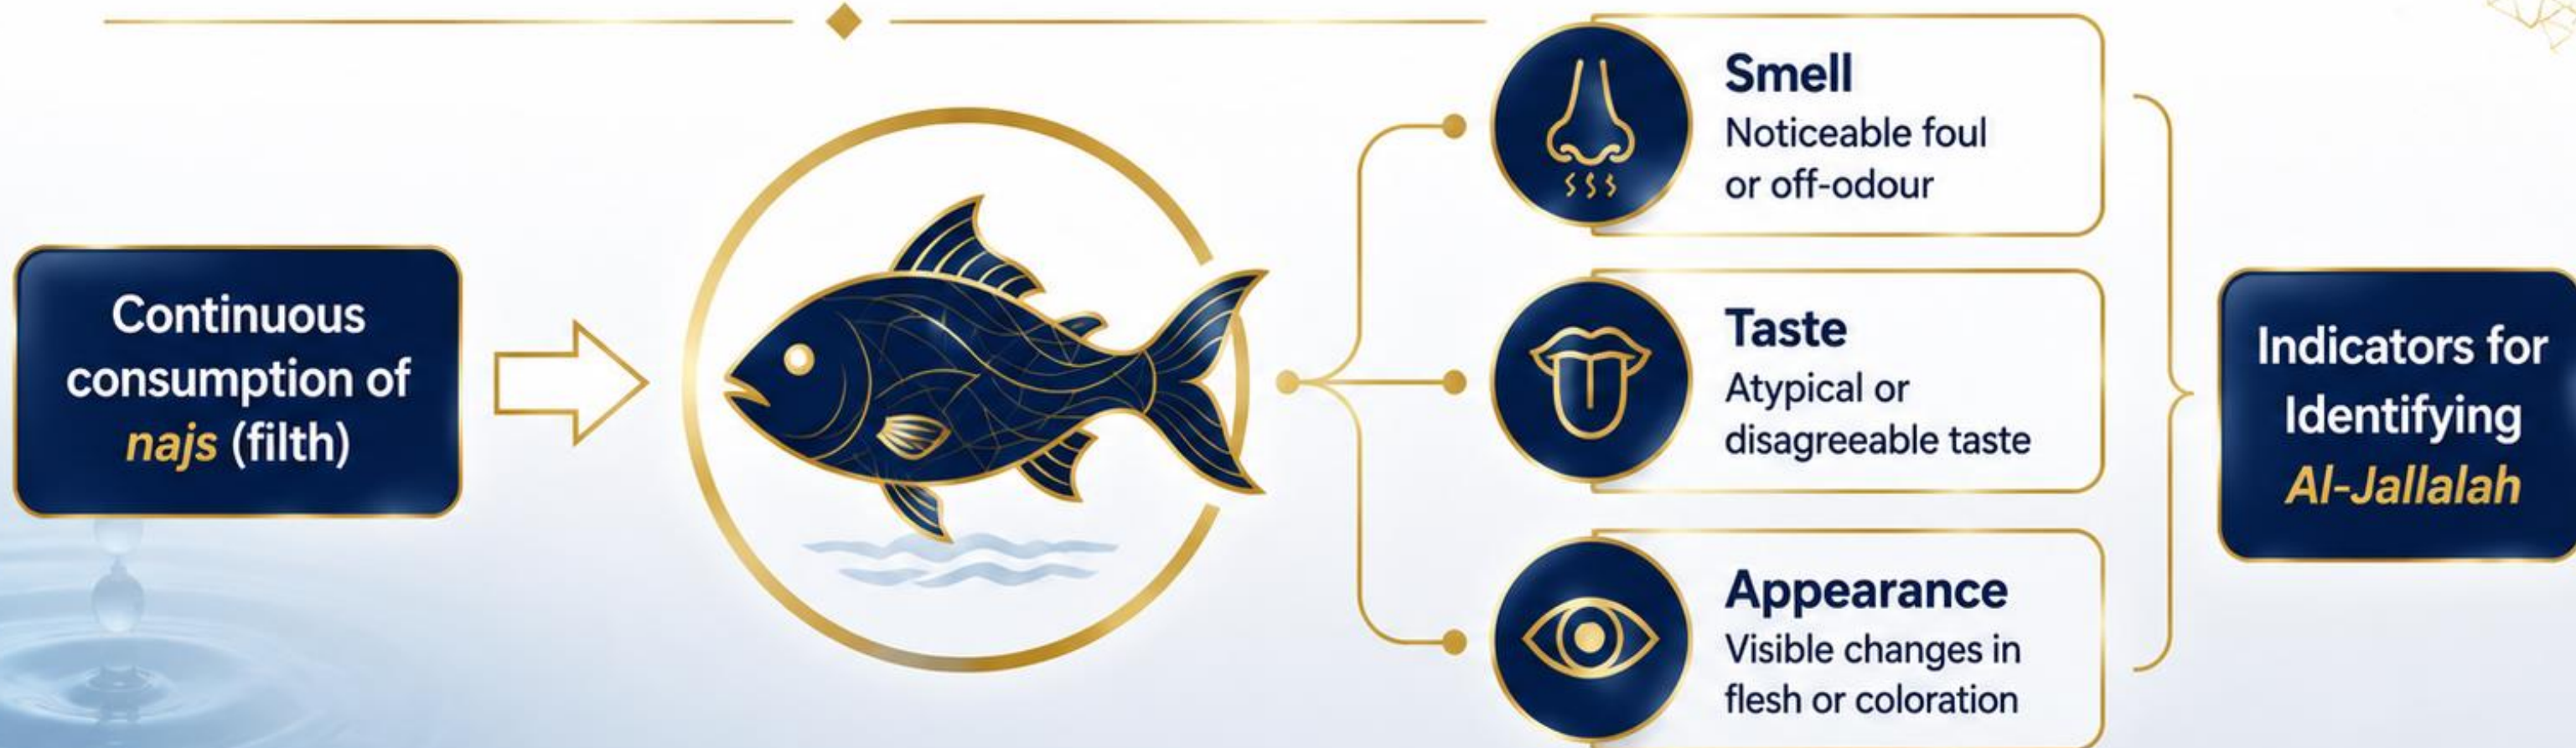 Continuous
consumption of
najs (filth)
Smell
Noticeable foul
or off-odour
Taste
Atypical or
disagreeable taste
Appearance
Visible changes in
flesh or coloration
Indicators for
Identifying
Al-Jallalah